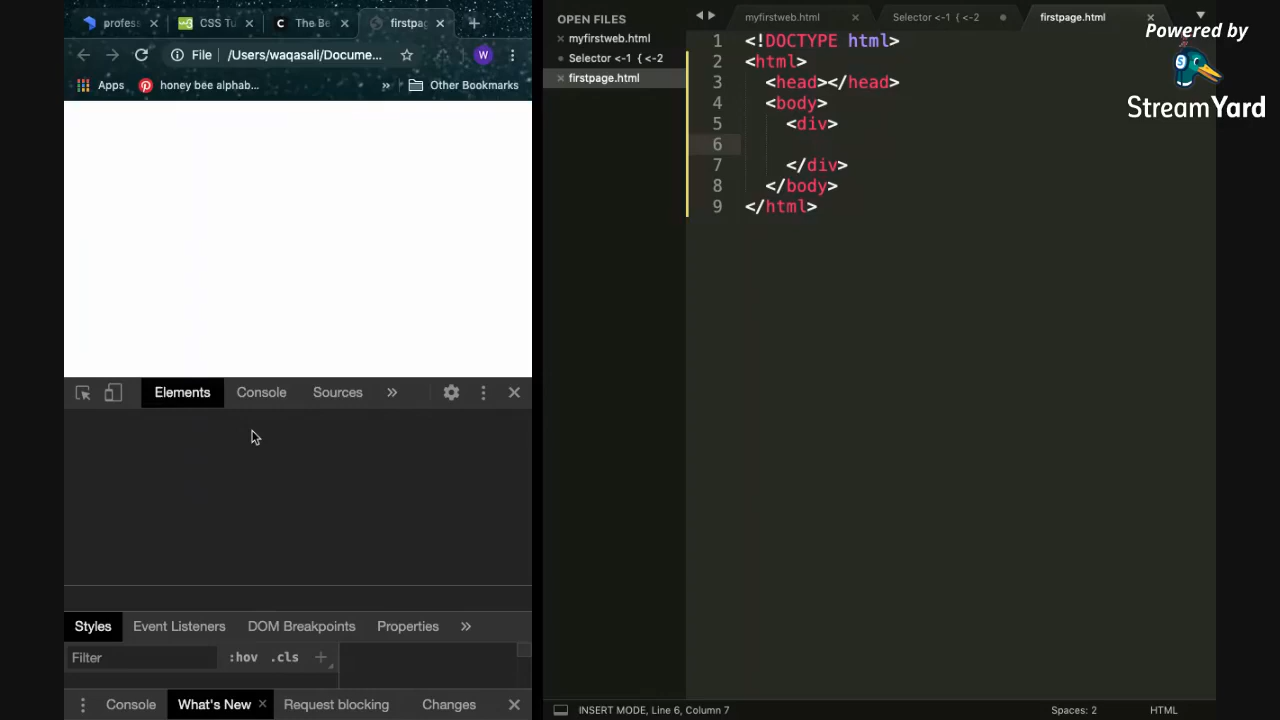 profes
CSS Tu
The Be
firstpag
File
/Users/waqasali/Docume...
W
Apps
honey bee alphab...
»
Other Bookmarks
Elements
Console
Sources
»
Styles
Event Listeners
DOM Breakpoints
Properties
»
Filter
:hov
.cls
+
Console
What's New
Request blocking
Changes
OPEN FILES
myfirstweb.html
Selector <-1 { <-2
firstpage.html
myfirstweb.html
Selector <-1 { <-2
firstpage.html
1 <!DOCTYPE html>
2 <html>
3 <head></head>
4 <body>
5 <div>
6
7 </div>
8 </body>
9 </html>
INSERT MODE, Line 6, Column 7
Spaces: 2
HTML
Powered by
StreamYard